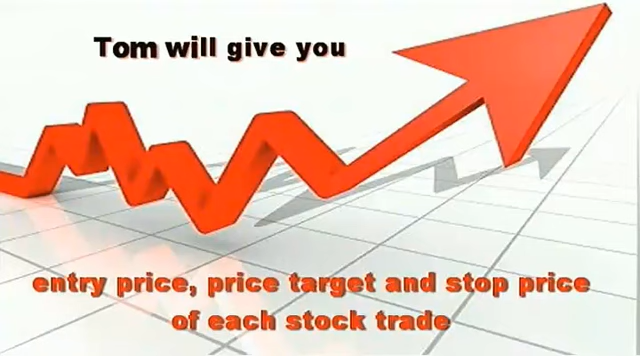 Tom will give you
entry price, price target and stop price
of each stock trade